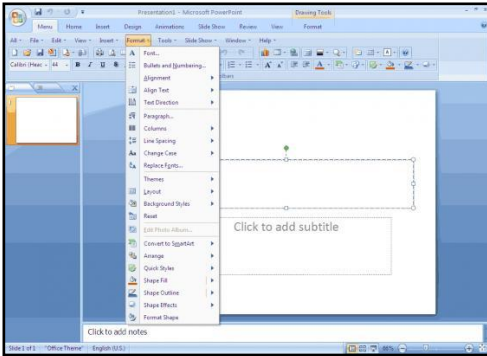 Presentation1 - Microsoft PowerPoint
Drawing Tools
Menu Home Insert Design Animations Slide Show Review View Format
All File Edit View Insert Format Tools Slide Show Window Help
Calibri (Heac 44 B I U S
Font...
Bullets and Numbering...
Alignment
Align Text
Text Direction
Paragraph...
Columns
Line Spacing
Change Case
Replace Fonts...
Themes
Layout
Background Styles
Reset
Edit Photo Album...
Convert to SmartArt
Arrange
Quick Styles
Shape Fill
Shape Outline
Shape Effects
Format Shape
Click to add subtitle
Click to add notes
Slide 1 of 1 "Office Theme" English (U.S.)